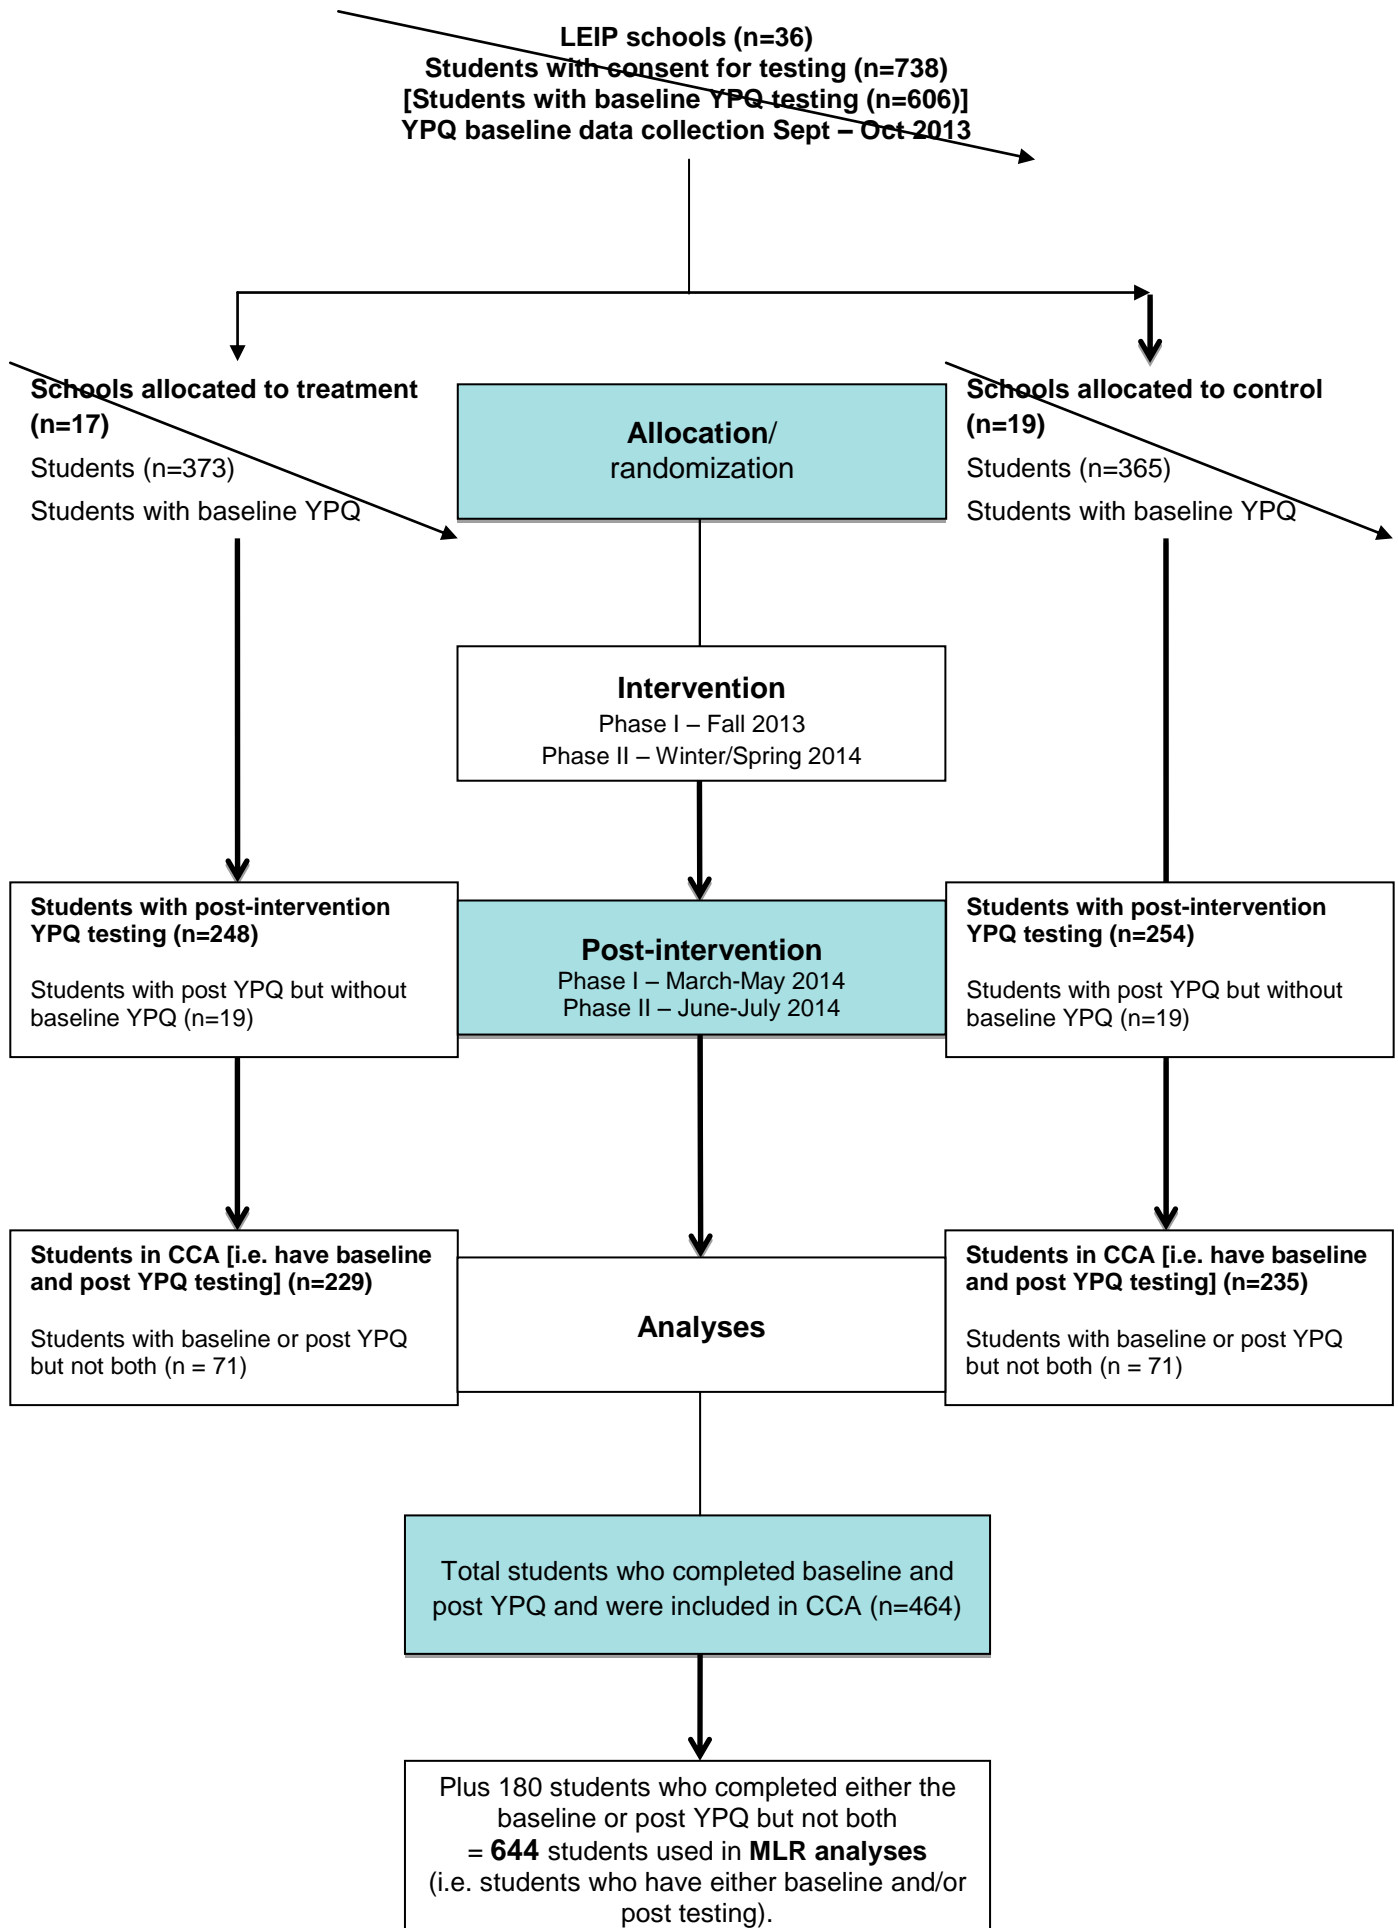 LEIP schools (n=36)
Students with consent for testing (n=738)
[Students with baseline YPQ testing (n=606)]
YPQ baseline data collection Sept – Oct 2013
Schools allocated to treatment
(n=17)
Students (n=373)
Students with baseline YPQ
Allocation/
randomization
Schools allocated to control
(n=19)
Students (n=365)
Students with baseline YPQ
Intervention
Phase I – Fall 2013
Phase II – Winter/Spring 2014
Students with post-intervention
YPQ testing (n=248)
Students with post YPQ but without
baseline YPQ (n=19)
Post-intervention
Phase I – March-May 2014
Phase II – June-July 2014
Students with post-intervention
YPQ testing (n=254)
Students with post YPQ but without
baseline YPQ (n=19)
Students in CCA [i.e. have baseline
and post YPQ testing] (n=229)
Students with baseline or post YPQ
but not both (n = 71)
Analyses
Students in CCA [i.e. have baseline
and post YPQ testing] (n=235)
Students with baseline or post YPQ
but not both (n = 71)
Total students who completed baseline and
post YPQ and were included in CCA (n=464)
Plus 180 students who completed either the
baseline or post YPQ but not both
= 644 students used in MLR analyses
(i.e. students who have either baseline and/or
post testing).